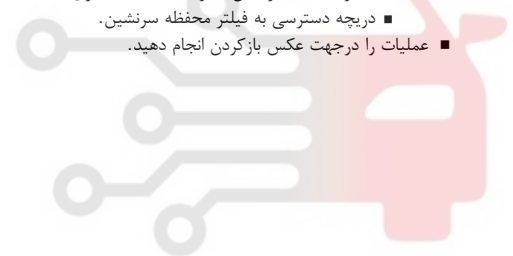 ■ دریچه دسترسی به فیلتر محفظه سرنشین.
■ عملیات را درجهت عکس بازکردن انجام دهید.